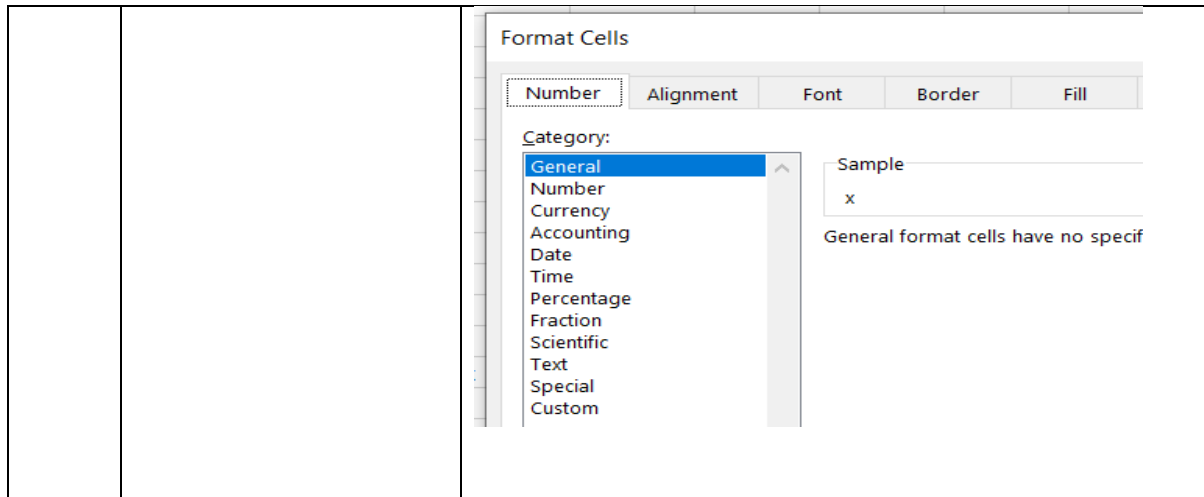 Format Cells
Number Alignment Font Border Fill
Category:
General
Number
Currency
Accounting
Date
Time
Percentage
Fraction
Scientific
Text
Special
Custom
Sample
x
General format cells have no specif